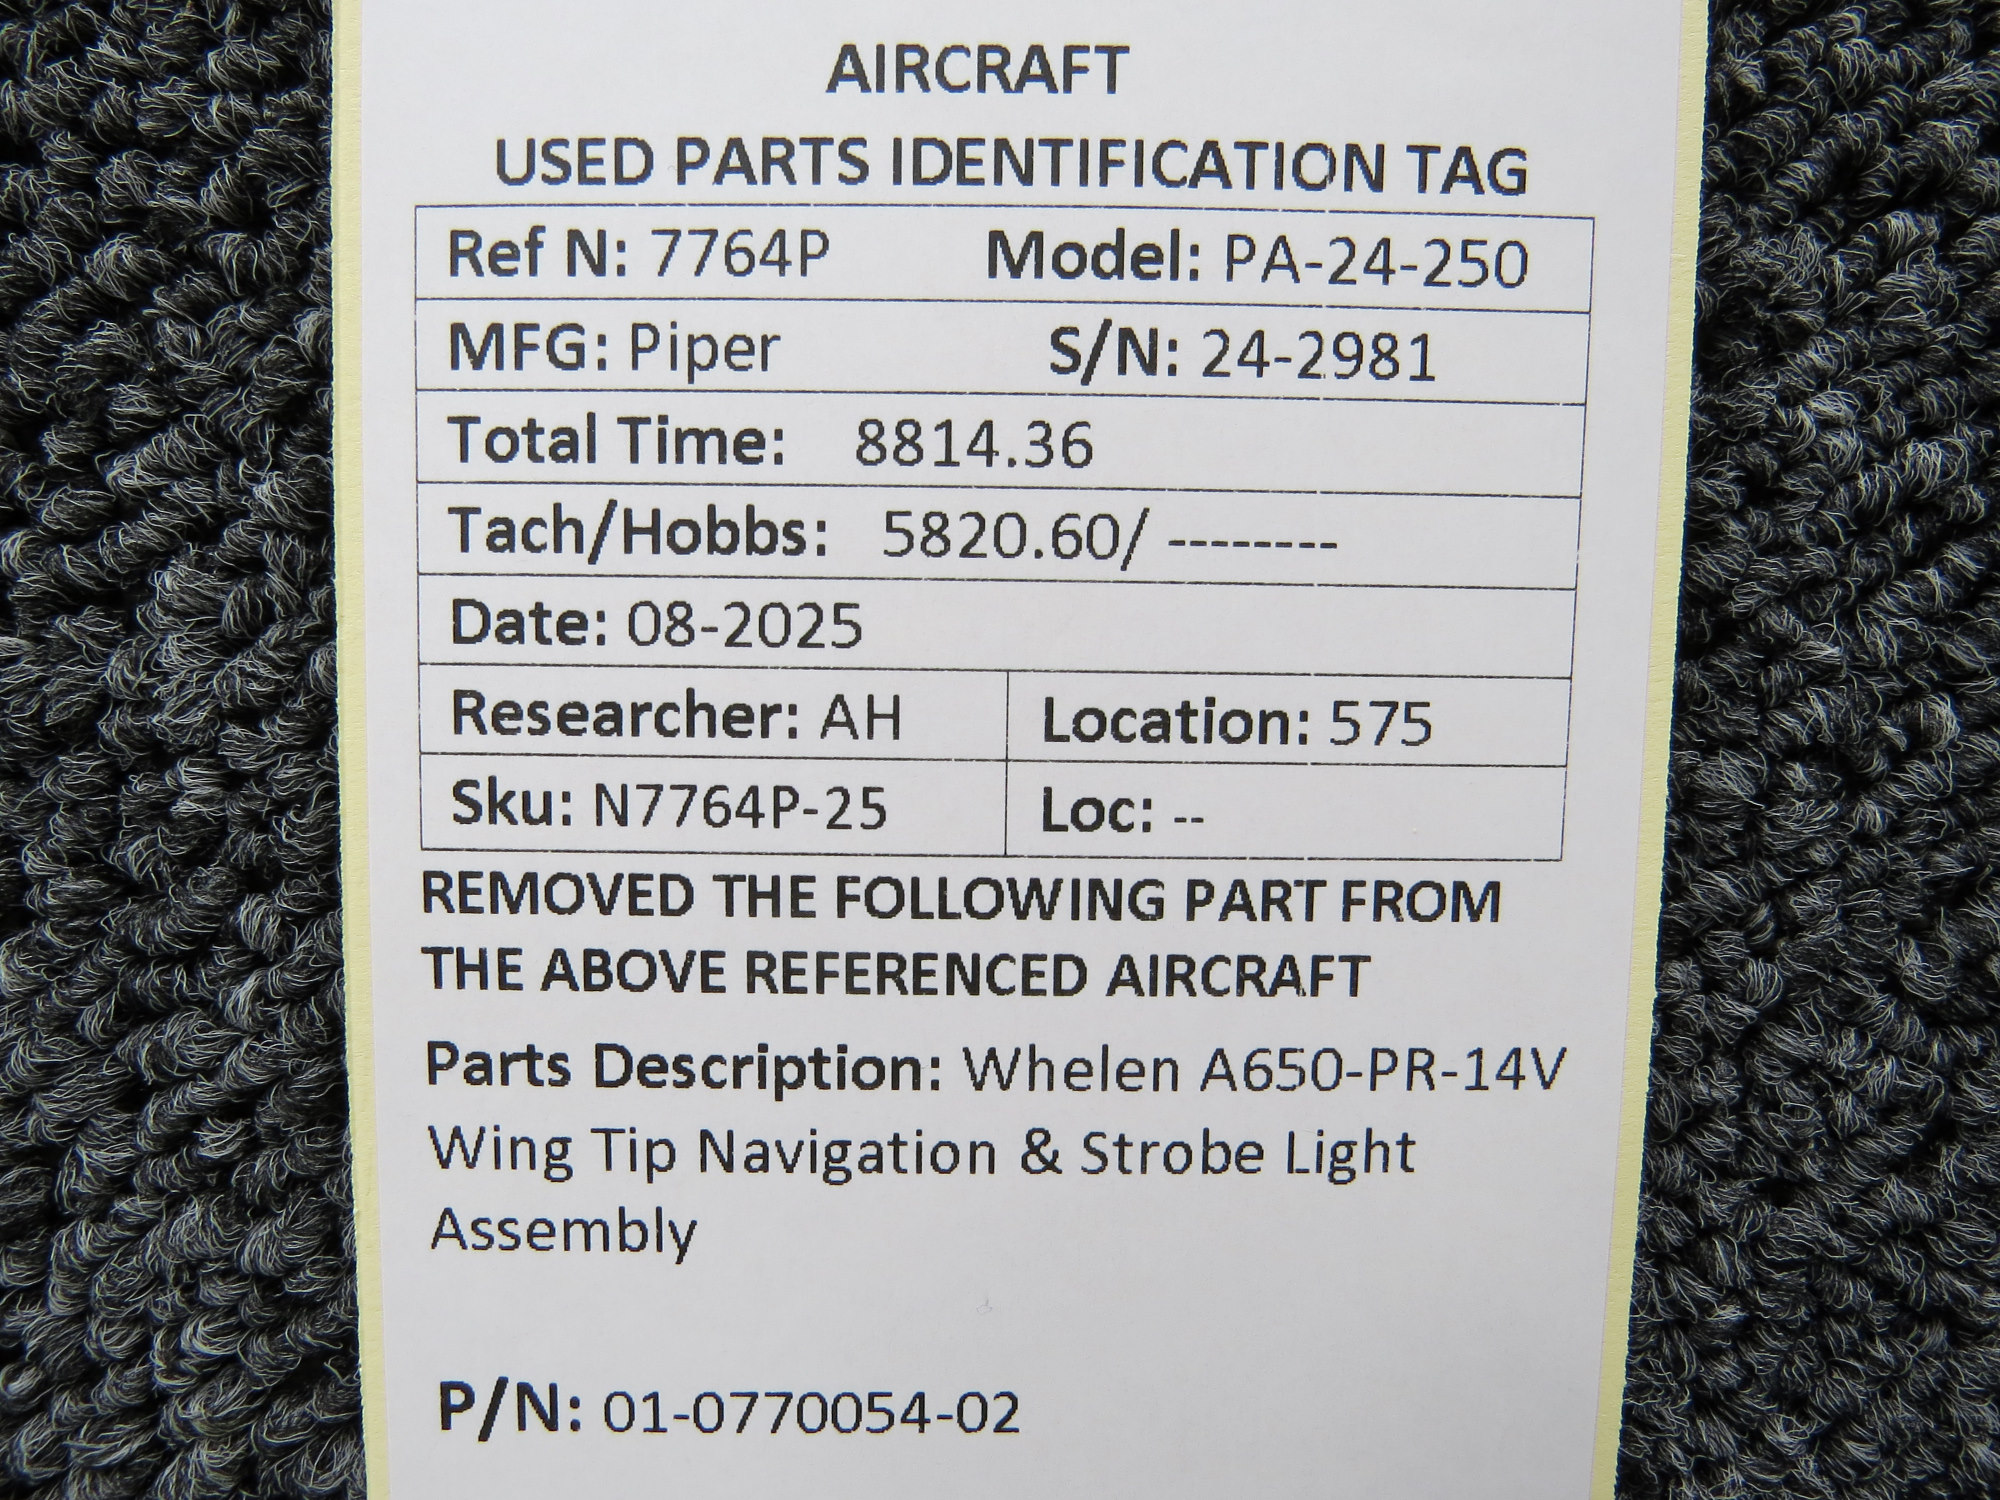 AIRCRAFT
USED PARTS IDENTIFICATION TAG
Ref N: 7764P Model: PA-24-250
MFG: Piper S/N: 24-2981
Total Time: 8814.36
Tach/Hobbs: 5820.60/ --------
Date: 08-2025
Researcher: AH Location: 575
Sku: N7764P-25 Loc: --
REMOVED THE FOLLOWING PART FROM
THE ABOVE REFERENCED AIRCRAFT
Parts Description: Whelen A650-PR-14V
Wing Tip Navigation & Strobe Light
Assembly
P/N: 01-0770054-02